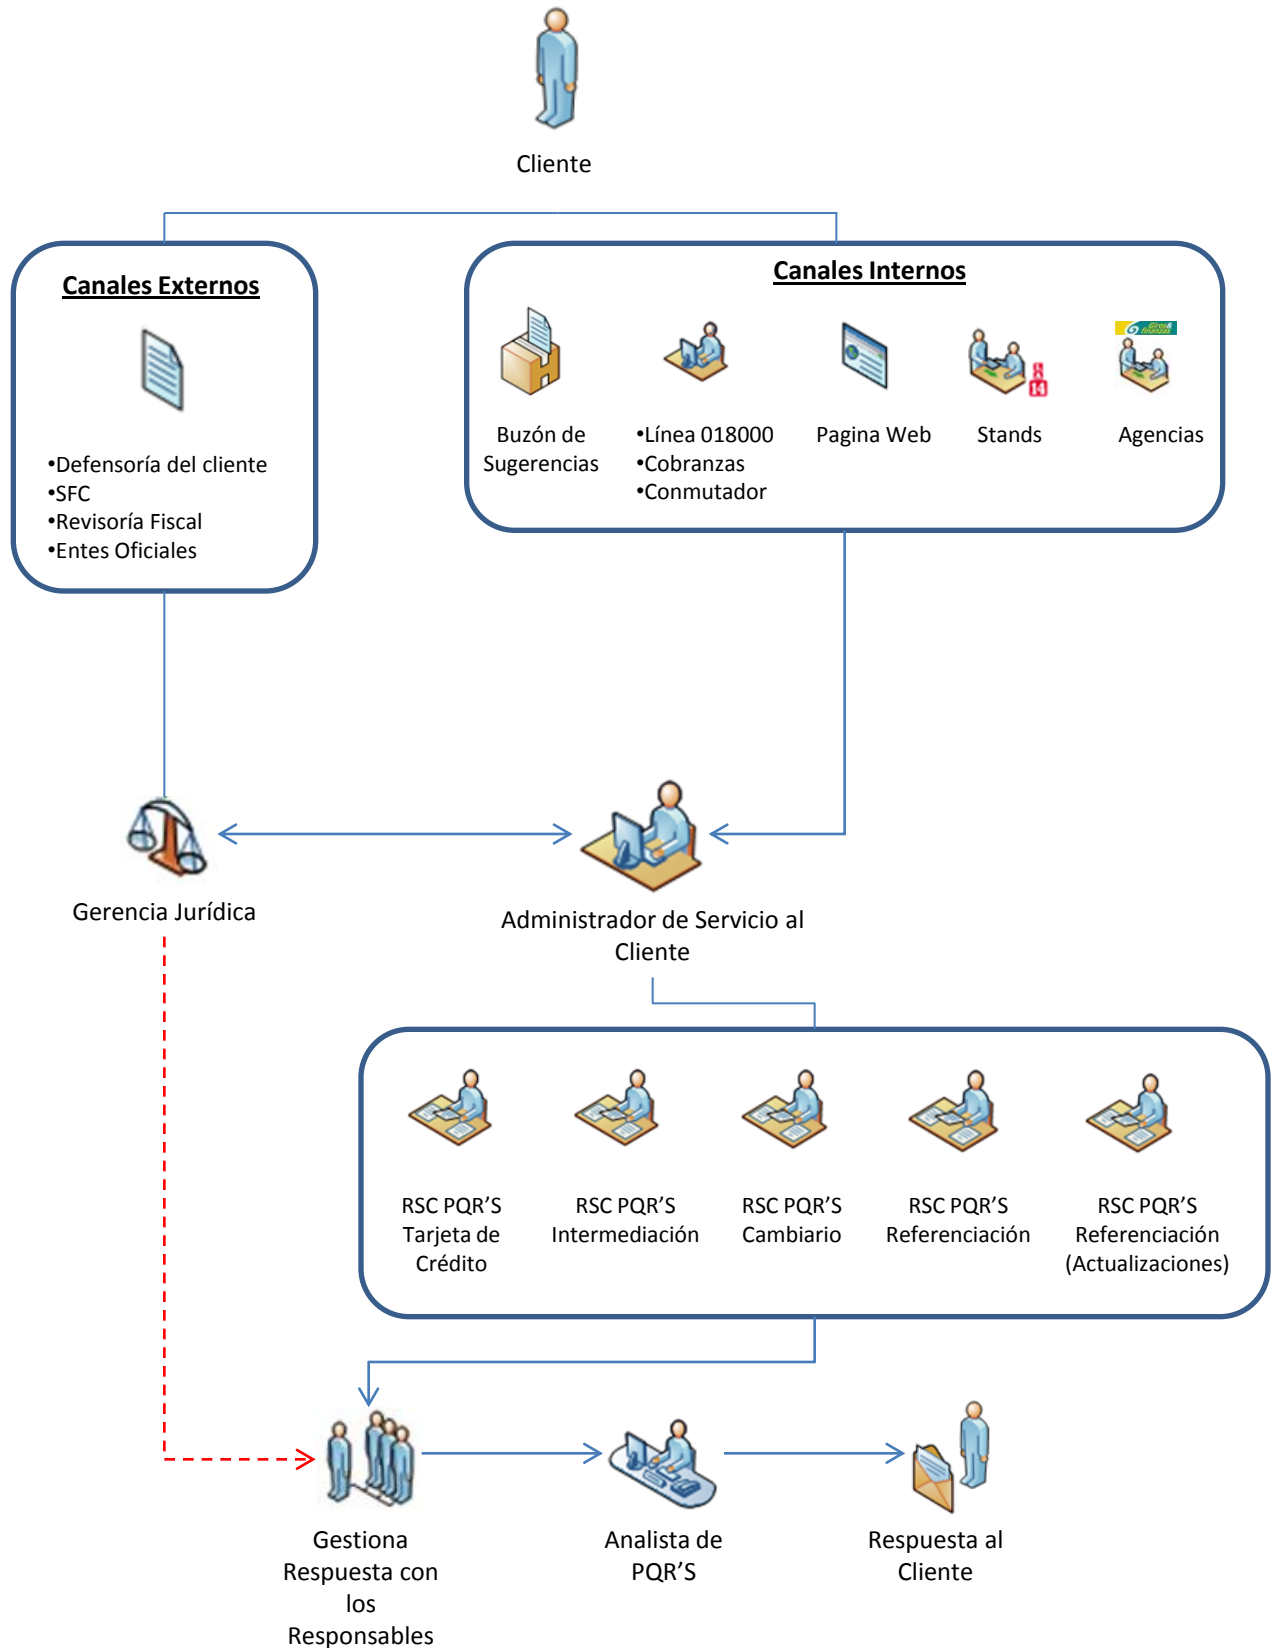 Cliente
Canales Externos
•Defensoría del cliente
•SFC
•Revisoría Fiscal
•Entes Oficiales
Canales Internos
Giros&
finanzas
14
Buzón de
Sugerencias
•Línea 018000
•Cobranzas
•Conmutador
Pagina Web
Stands
Agencias
Gerencia Jurídica
Administrador de Servicio al
Cliente
RSC PQR’S
Tarjeta de
Crédito
RSC PQR’S
Intermediación
RSC PQR’S
Cambiario
RSC PQR’S
Referenciación
RSC PQR’S
Referenciación
(Actualizaciones)
Gestiona
Respuesta con
los
Responsables
Analista de
PQR’S
Respuesta al
Cliente